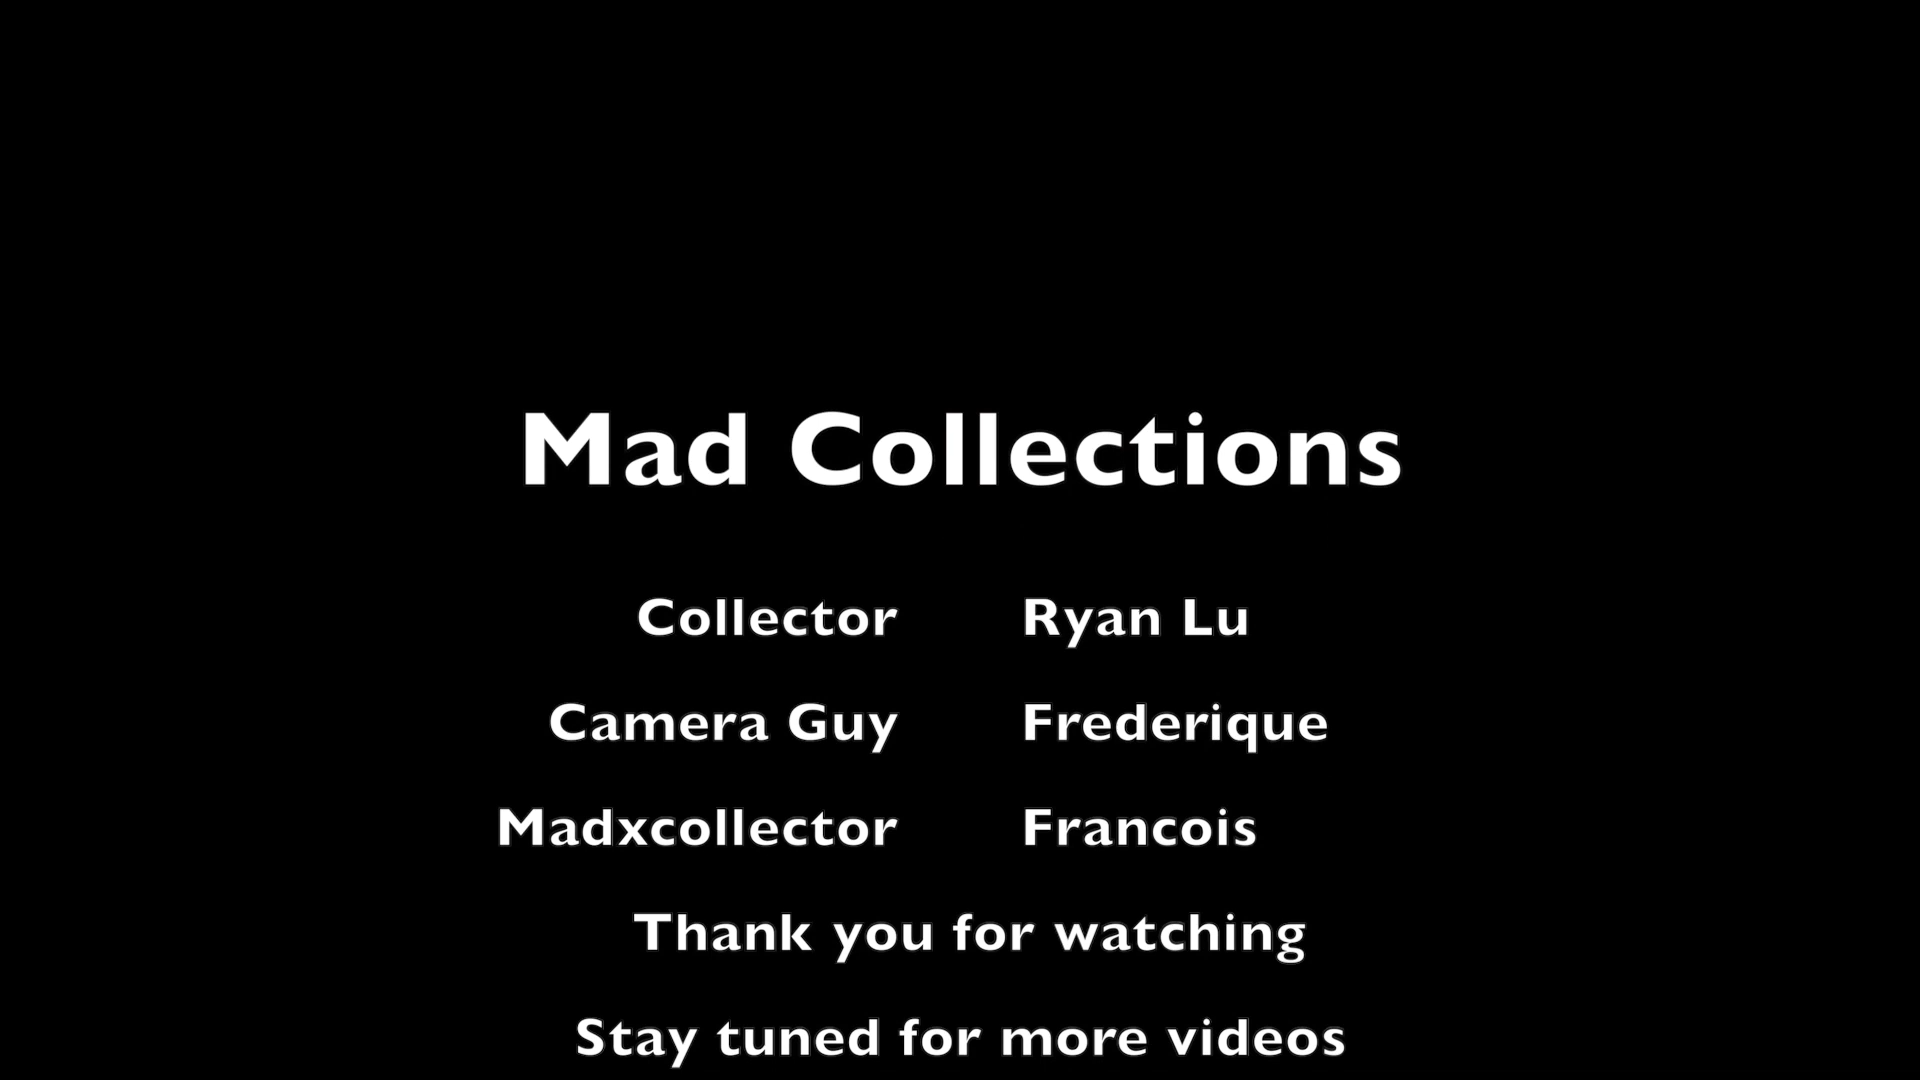 Mad Collections
Collector Ryan Lu
Camera Guy Frederique
Madxcollector Francois
Thank you for watching
Stay tuned for more videos